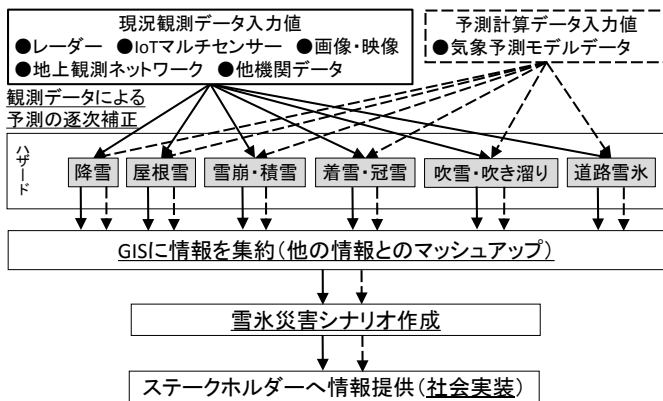 現況観測データ入力値
●レーダー ●IoTマルチセンサー ●画像・映像
●地上観測ネットワーク ●他機関データ
予測計算データ入力値
●気象予測モデルデータ
観測データによる
予測の逐次補正
ハザード
降雪 屋根雪 雪崩・積雪 着雪・冠雪 吹雪・吹き溜り 道路雪氷
GISに情報を集約(他の情報とのマッシュアップ)
雪氷災害シナリオ作成
ステークホルダーへ情報提供(社会実装)